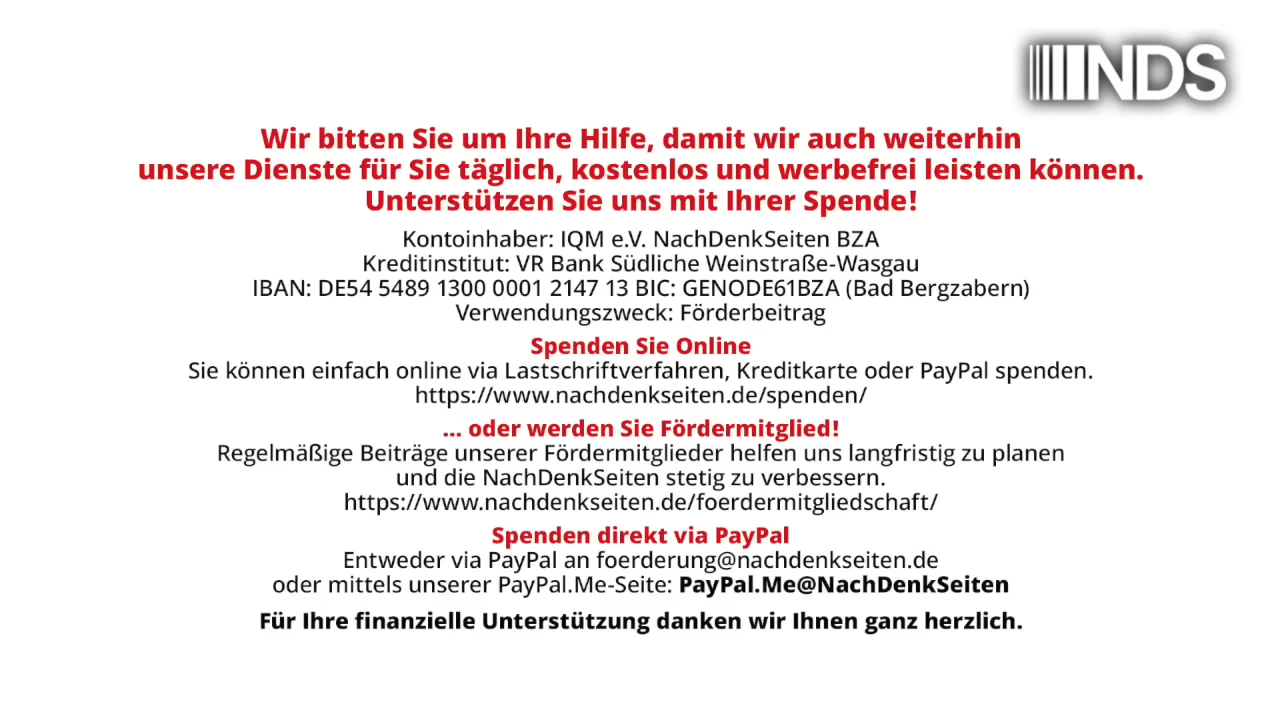 NDS
Wir bitten Sie um Ihre Hilfe, damit wir auch weiterhin
unsere Dienste für Sie täglich, kostenlos und werbefrei leisten können.
Unterstützen Sie uns mit Ihrer Spende!
Kontoinhaber: IQM e.V. NachDenkSeiten BZA
Kreditinstitut: VR Bank Südliche Weinstraße-Wasgau
IBAN: DE54 5489 1300 0001 2147 13 BIC: GENODE61BZA (Bad Bergzabern)
Verwendungszweck: Förderbeitrag
Spenden Sie Online
Sie können einfach online via Lastschriftverfahren, Kreditkarte oder PayPal spenden.
https://www.nachdenkseiten.de/spenden/
... oder werden Sie Fördermitglied!
Regelmäßige Beiträge unserer Fördermitglieder helfen uns langfristig zu planen
und die NachDenkSeiten stetig zu verbessern.
https://www.nachdenkseiten.de/foerdermitgliedschaft/
Spenden direkt via PayPal
Entweder via PayPal an foerderung@nachdenkseiten.de
oder mittels unserer PayPal.Me-Seite: PayPal.Me@NachDenkSeiten
Für Ihre finanzielle Unterstützung danken wir Ihnen ganz herzlich.